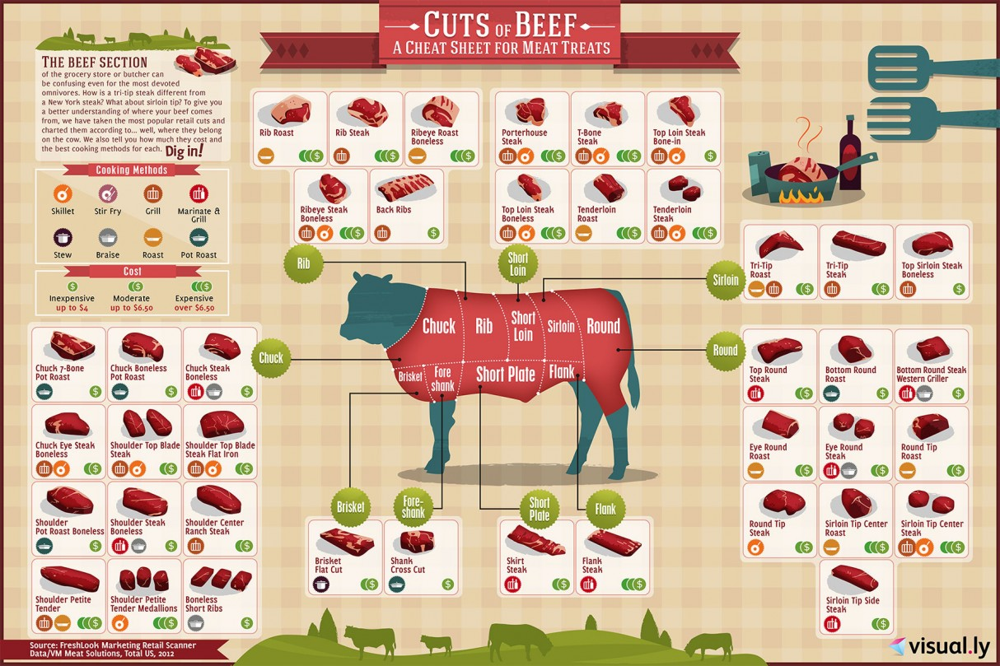 CUTS OF BEEF
A CHEAT SHEET FOR MEAT TREATS
THE BEEF SECTION
of the grocery store or butcher can
be confusing even for the most devoted
omnivores. How is a tri-tip steak different from
a New York steak? What about sirloin tip? To give you
a better understanding of where your beef comes
from, we have taken the most popular retail cuts and
charted them according to... well, where they belong
on the cow. We also tell you how much they cost and
the best cooking methods for each. Dig in!
Cooking Methods
Skillet
Stir Fry
Grill
Marinate &
Grill
Stew
Braise
Roast
Pot Roast
Cost
$
$
$
Inexpensive
up to $4
Moderate
up to $6.50
Expensive
over $6.50
Rib Roast
$
Rib Steak
$
Ribeye Roast
Boneless
$
Ribeye Steak
Boneless
$
Back Ribs
$
Rib
Porterhouse
Steak
$
T-Bone
Steak
$
Top Loin Steak
Bone-in
$
Top Loin Steak
Boneless
$
Tenderloin
Roast
$
Tenderloin
Steak
$
Short
Loin
Sirloin
Tri-Tip
Roast
$
Tri-Tip
Steak
$
Top Sirloin Steak
Boneless
$
Chuck
Rib
Short
Loin
Sirloin
Round
Brisket
Fore
shank
Short Plate
Flank
Chuck
Chuck 7-Bone
Pot Roast
$
Chuck Boneless
Pot Roast
$
Chuck Steak
Boneless
$
Chuck Eye Steak
Boneless
$
Shoulder Top Blade
Steak
$
Shoulder Top Blade
Steak Flat Iron
$
Shoulder
Pot Roast Boneless
$
Shoulder Steak
Boneless
$
Shoulder Center
Ranch Steak
$
Shoulder Petite
Tender
$
Shoulder Petite
Tender Medallions
$
Boneless
Short Ribs
$
Round
Top Round
Steak
$
Bottom Round
Roast
$
Bottom Round Steak
Western Griller
$
Eye Round
Roast
$
Eye Round
Steak
$
Round Tip
Roast
$
Round Tip
Steak
$
Sirloin Tip Center
Roast
$
Sirloin Tip Center
Steak
$
Sirloin Tip Side
Steak
$
Brisket
Brisket
Flat Cut
$
Fore-
shank
Shank
Cross Cut
$
Short
Plate
Skirt
Steak
$
Flank
Flank
Steak
$
Source: FreshLook Marketing Retail Scanner
Data/VM Meat Solutions, Total US, 2012
visual.ly